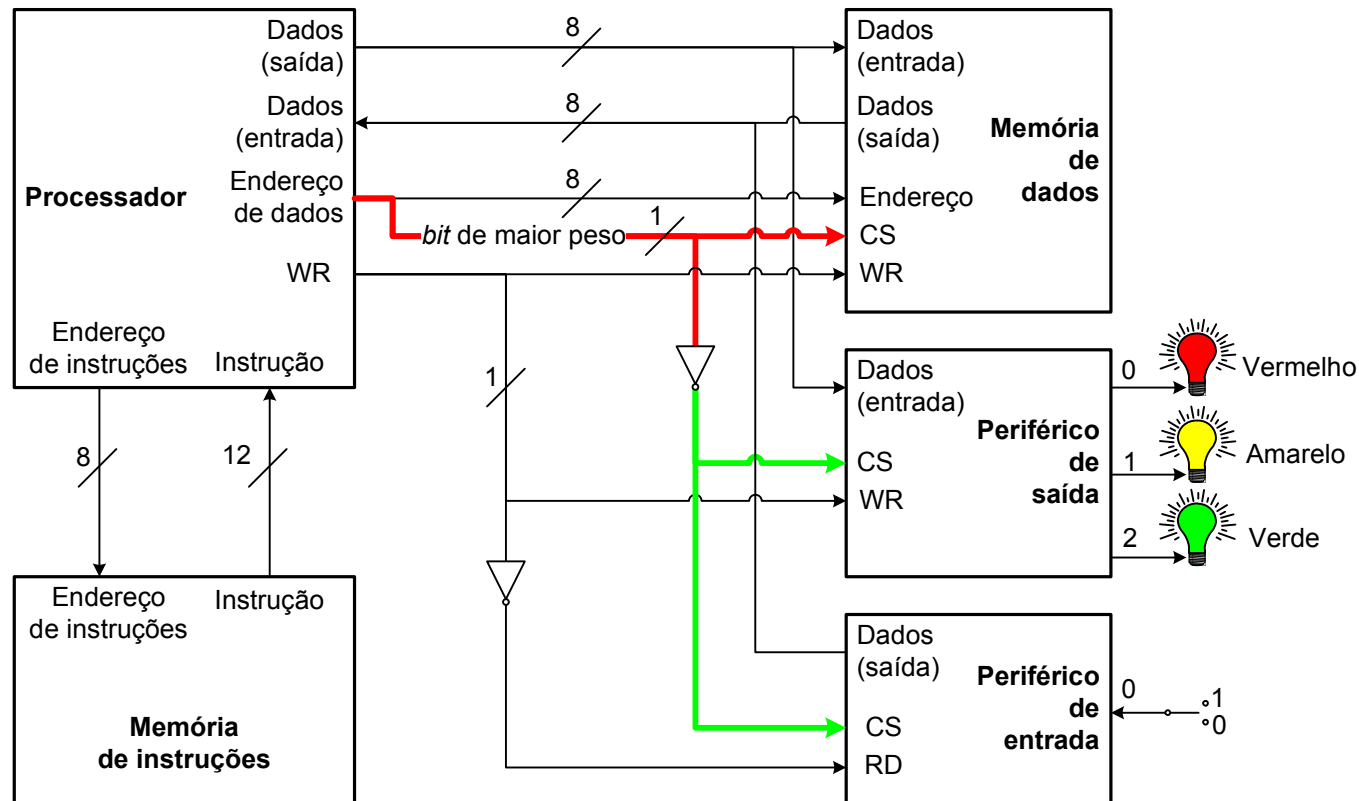 Dados
(saída)
Dados
(entrada)
Endereço
de dados
WR
Processador
Endereço
de instruções
Instrução
8
8
8
bit de maior peso
1
1
8
12
Dados
(entrada)
Dados
(saída)
Endereço
CS
WR
Memória
de
dados
Dados
(entrada)
CS
WR
Periférico
de
saída
0
Vermelho
1
Amarelo
2
Verde
Endereço
de instruções
Instrução
Memória
de instruções
Dados
(saída)
CS
RD
Periférico
de
entrada
0
1
0